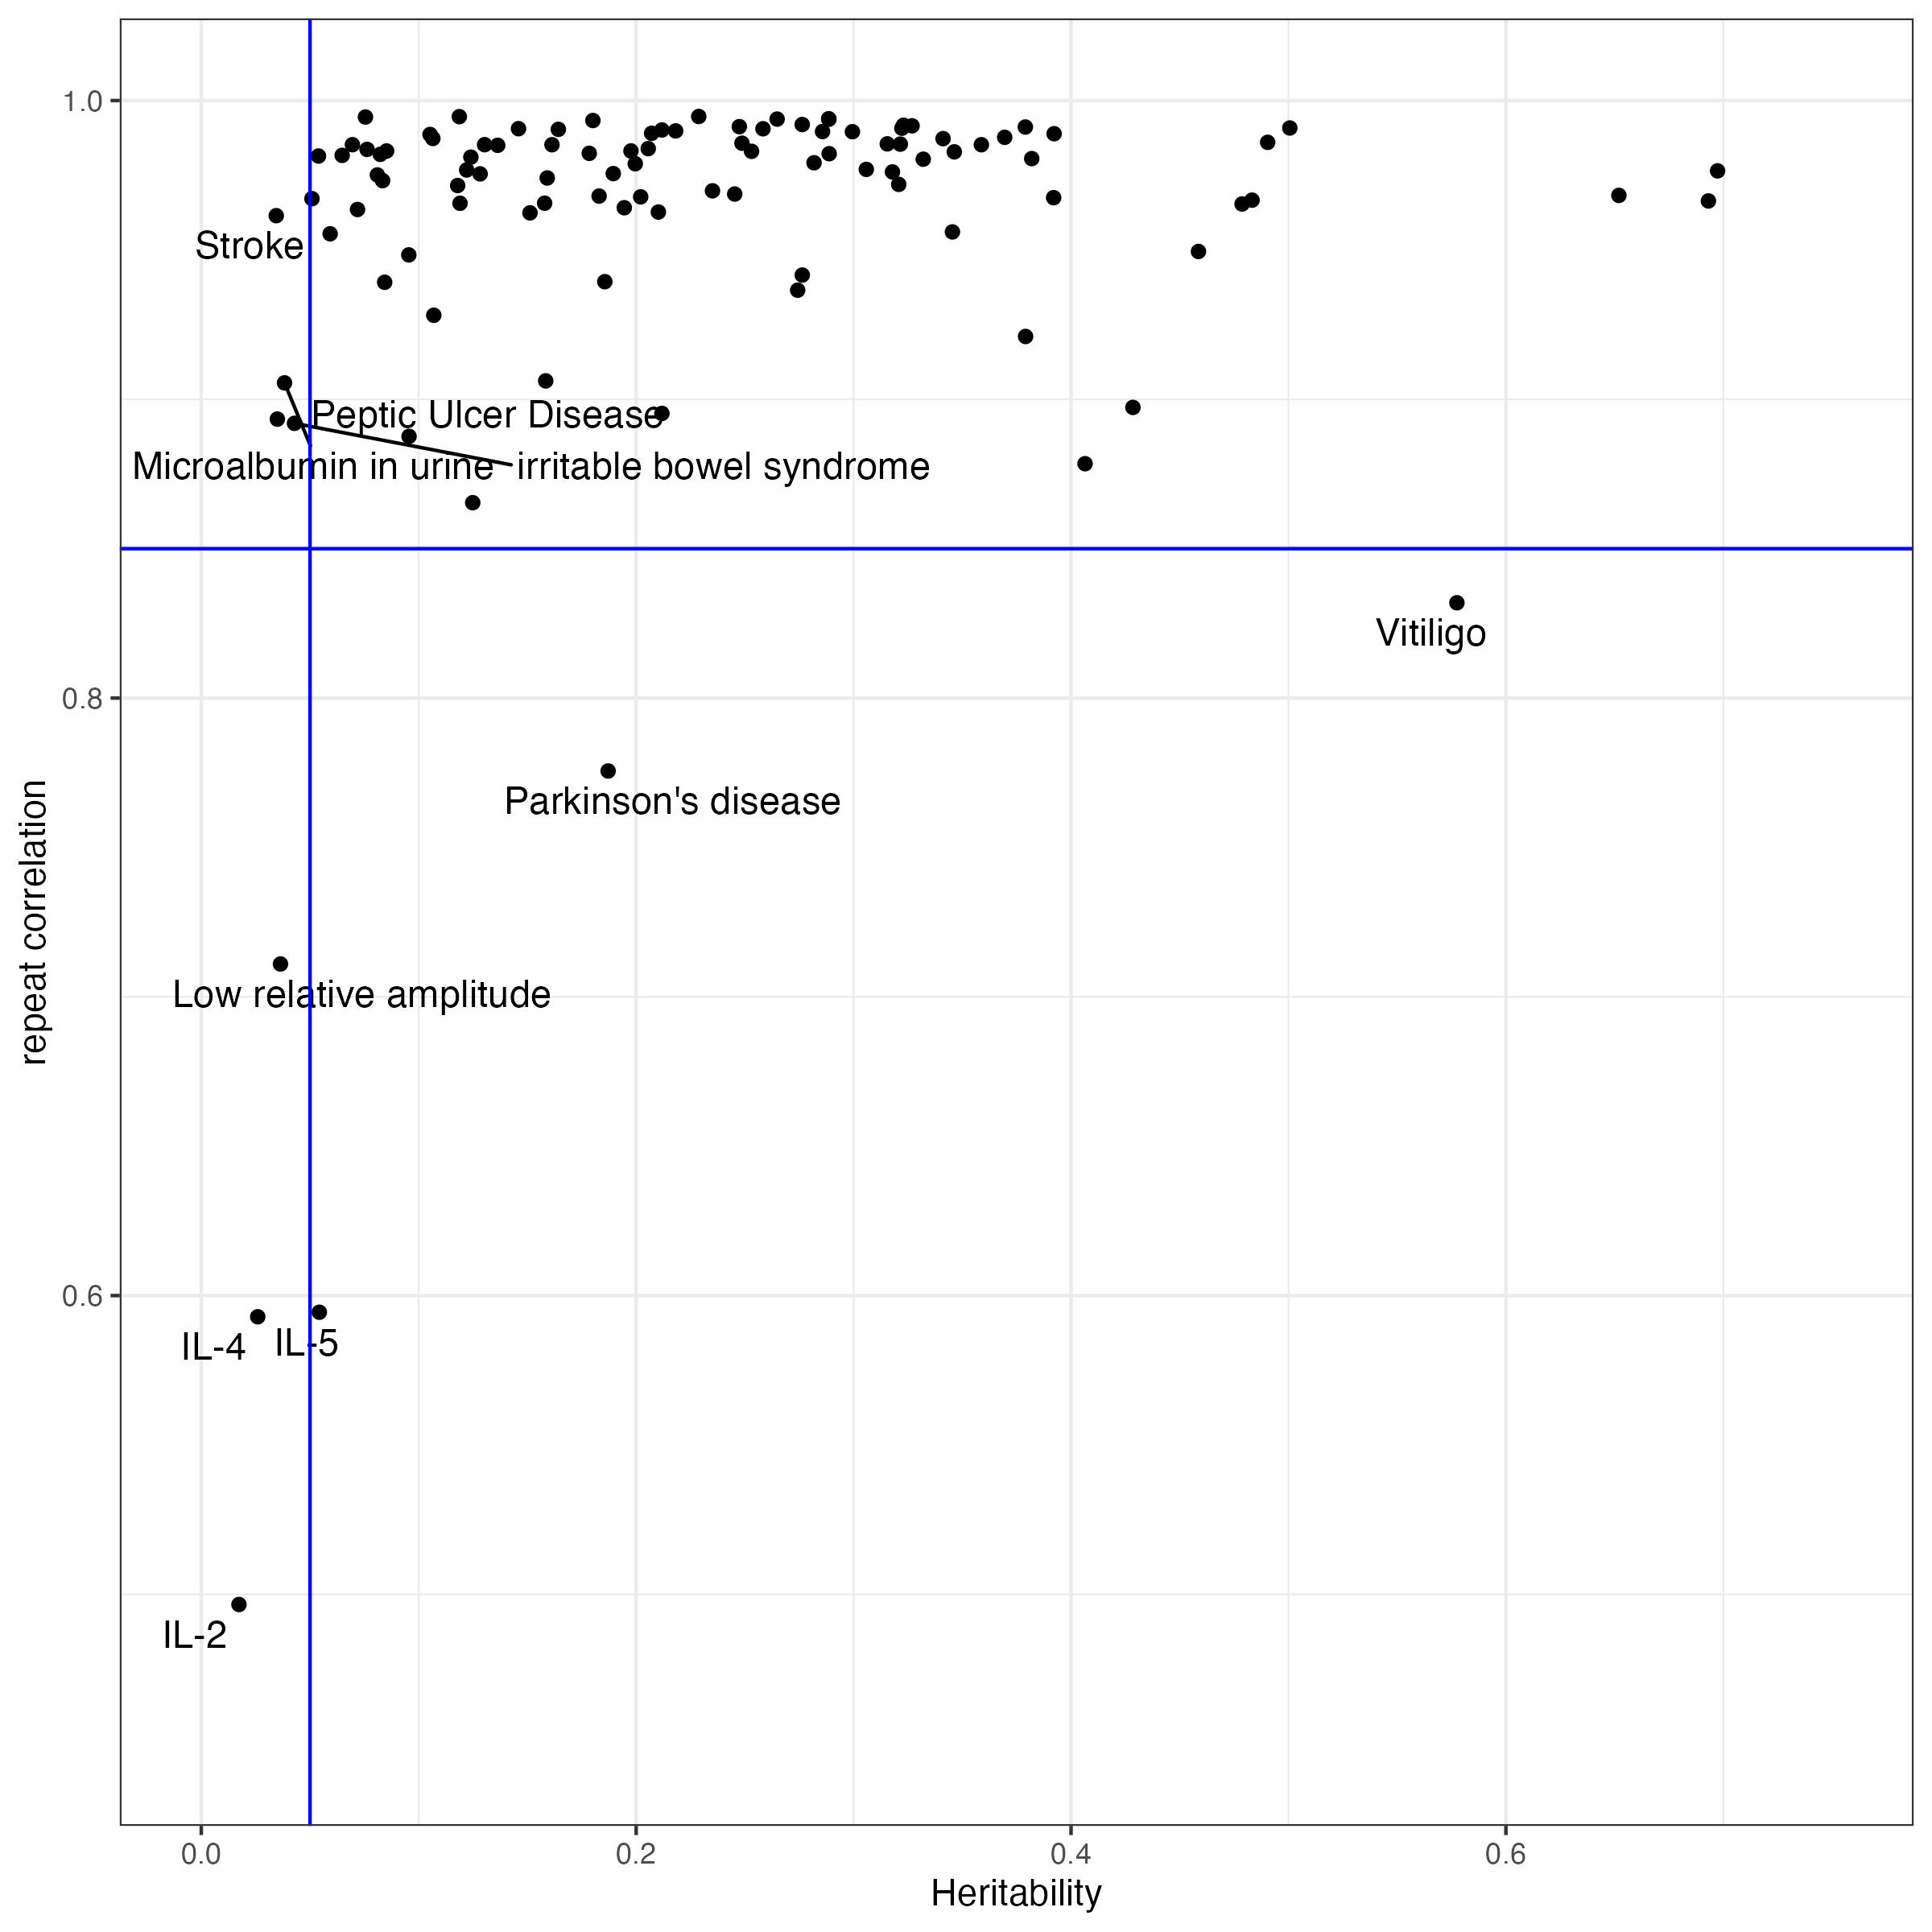 1.0
Stroke
Peptic Ulcer Disease
Microalbumin in urine
irritable bowel syndrome
Vitiligo
0.8
Parkinson's disease
Low relative amplitude
repeat correlation
0.6
IL-4
IL-5
IL-2
0.0
0.2
0.4
0.6
Heritability